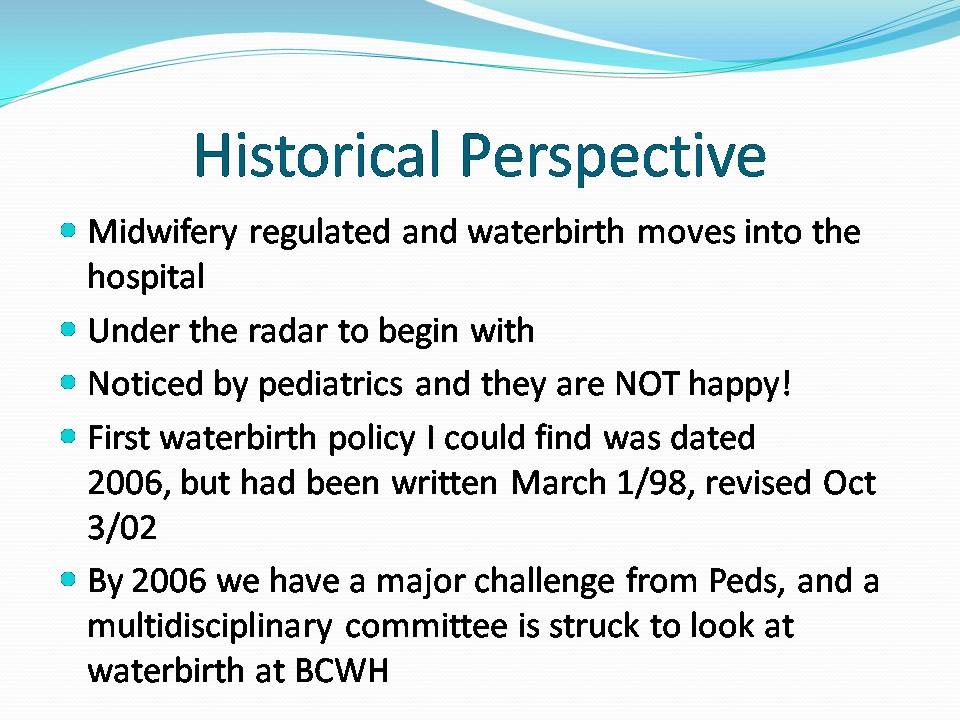 Historical Perspective
Midwifery regulated and waterbirth moves into the
hospital
Under the radar to begin with
Noticed by pediatrics and they are NOT happy!
First waterbirth policy I could find was dated
2006, but had been written March 1/98, revised Oct
3/02
By 2006 we have a major challenge from Peds, and a
multidisciplinary committee is struck to look at
waterbirth at BCWH